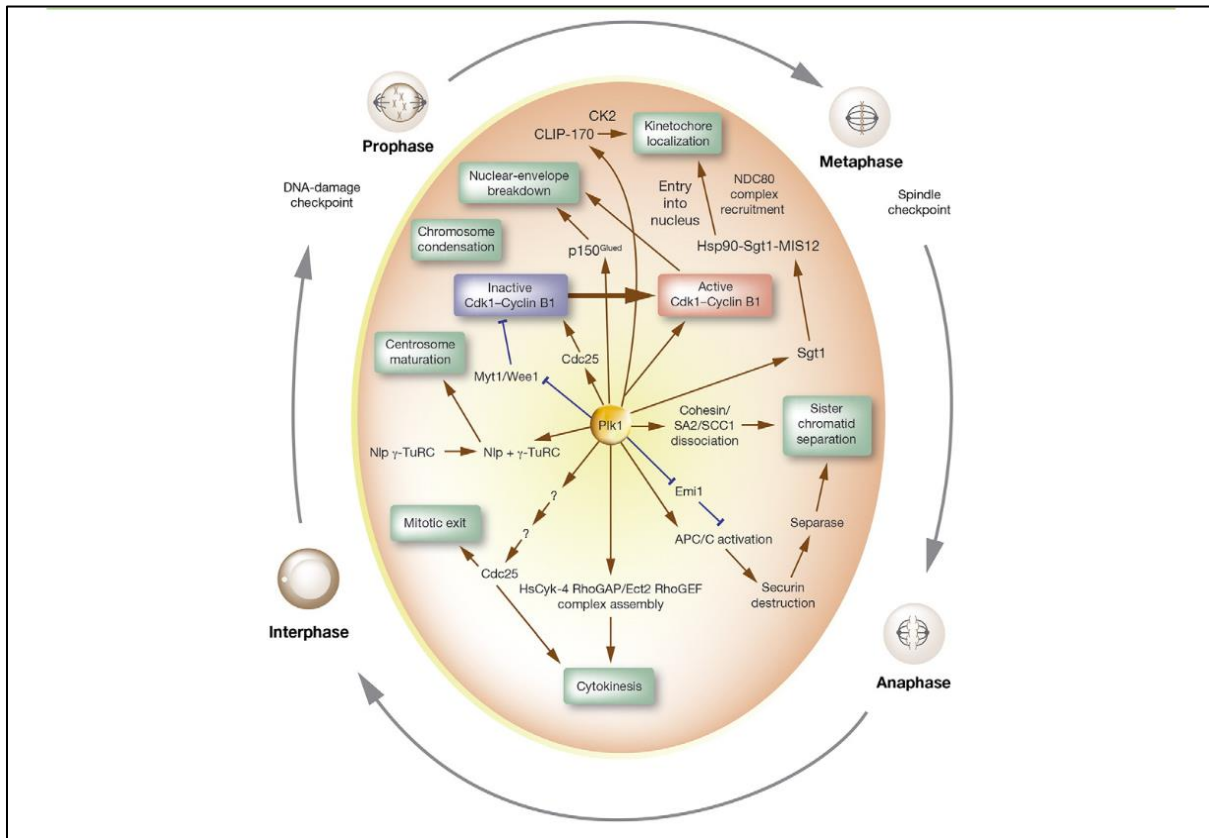 Prophase
DNA-damage
checkpoint
Metaphase
Spindle
checkpoint
CK2
CLIP-170
Kinetochore
localization
Nuclear-envelope
breakdown
Entry
into
nucleus
NDC80
complex
recruitment
Chromosome
condensation
p150Glued
Hsp90-Sgt1-MIS12
Inactive
Cdk1–Cyclin B1
Active
Cdk1–Cyclin B1
Centrosome
maturation
Myt1/Wee1
Cdc25
Sgt1
Plk1
Cohesin/
SA2/SCC1
dissociation
Sister
chromatid
separation
Nlp γ-TuRC
Nlp + γ-TuRC
?
?
Emi1
Mitotic exit
Cdc25
APC/C activation
Separase
HsCyk-4 RhoGAP/Ect2 RhoGEF
complex assembly
Securin
destruction
Interphase
Cytokinesis
Anaphase